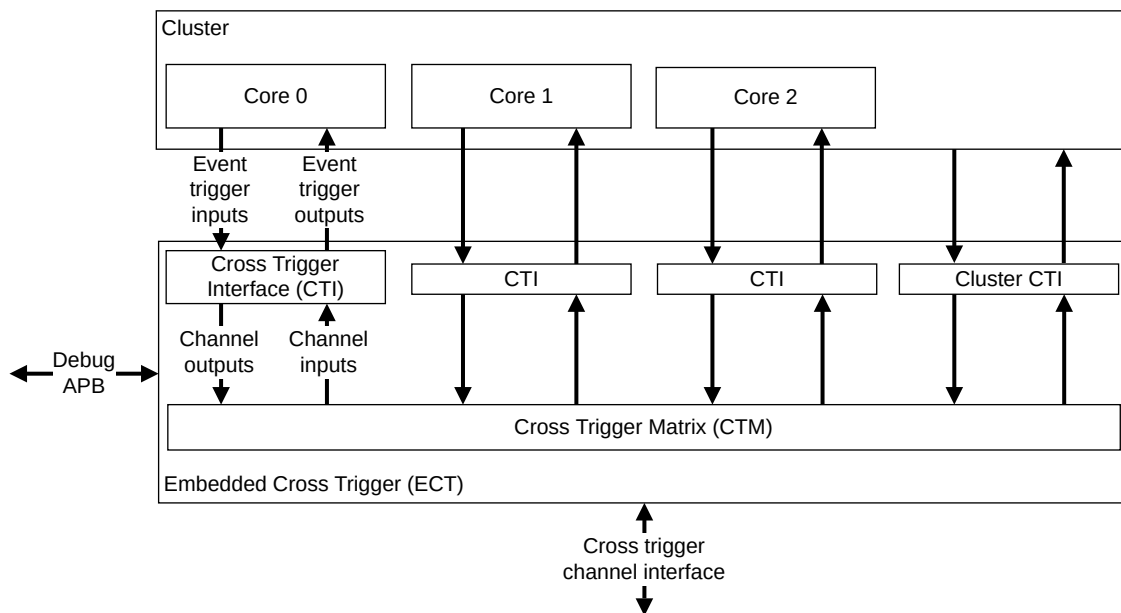 Cluster
Core 0
Core 1
Core 2
Event
trigger
inputs
Event
trigger
outputs
Cross Trigger
Interface (CTI)
CTI
CTI
Cluster CTI
Channel
outputs
Channel
inputs
Debug
APB
Cross Trigger Matrix (CTM)
Embedded Cross Trigger (ECT)
Cross trigger
channel interface